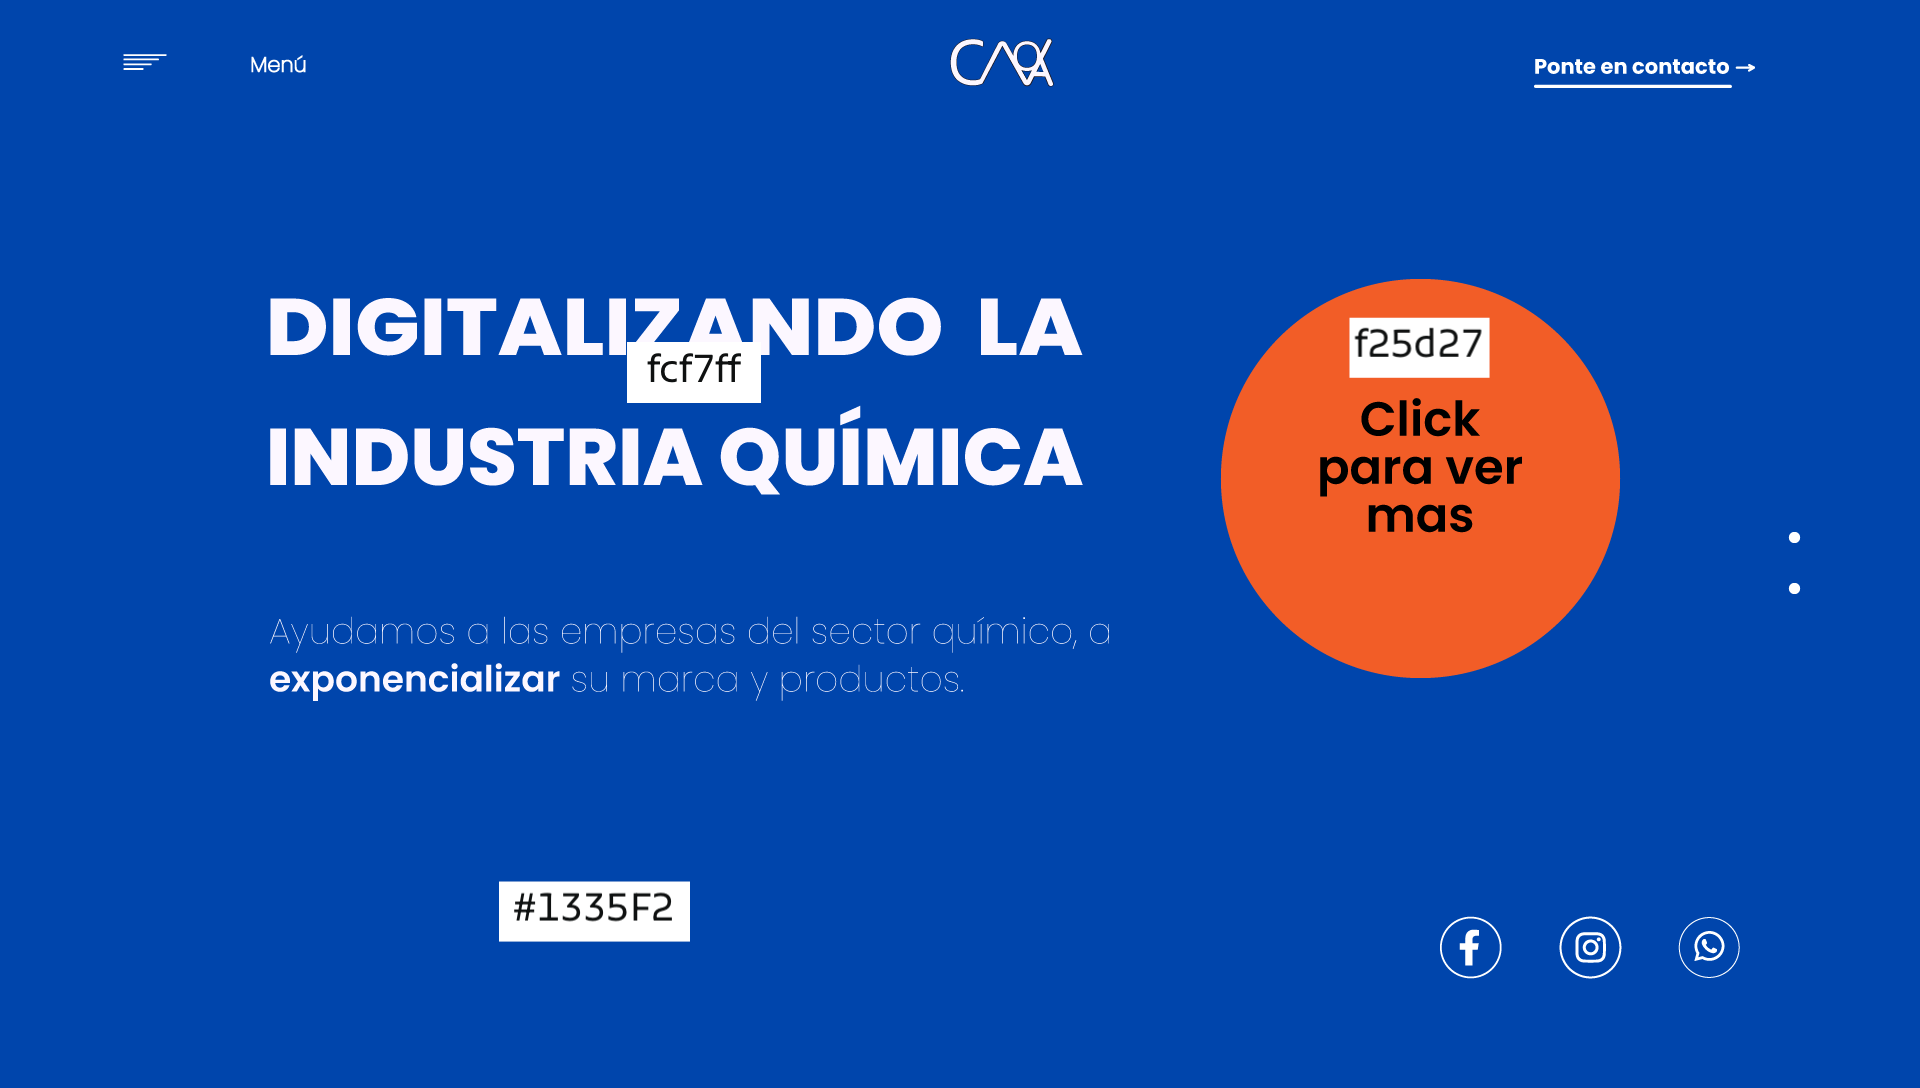 Menú
CAOA
Ponte en contacto →
DIGITALIZANDO LA
fcf7ff
INDUSTRIA QUÍMICA
f25d27
Click
para ver
mas
Ayudamos a las empresas del sector químico, a
exponencializar su marca y productos.
#1335F2